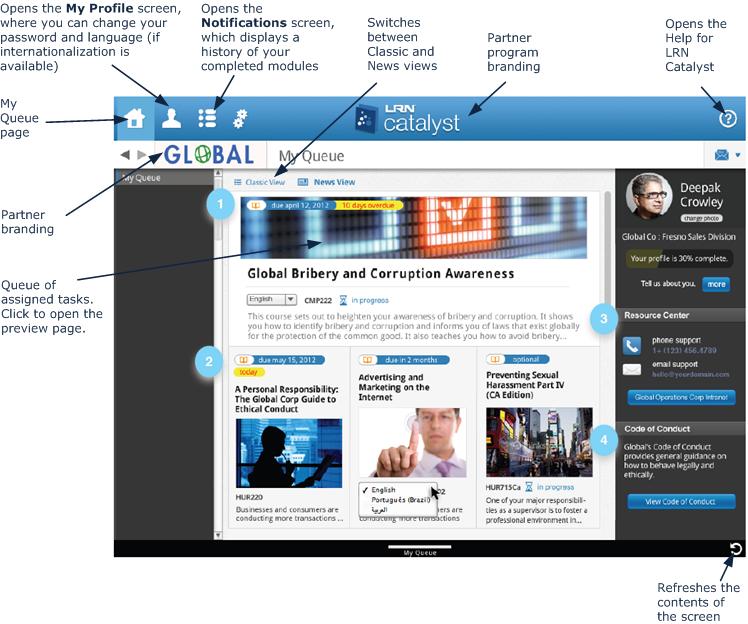 Opens the My Profile screen,
where you can change your
password and language (if
internationalization is
available)
Opens the
Notifications screen,
which displays a
history of your
completed modules
Switches
between
Classic and
News views
Partner
program
branding
Opens the
Help for
LRN
Catalyst
My
Queue
page
LRN
catalyst
?
GLOBAL
My Queue
My Queue
Classic View
News View
Partner
branding
1
due april 12, 2012
10 days overdue
Deepak
Crowley
change photo
Global Co : Fresno Sales Division
Your profile is 30% complete.
Tell us about you.
more
Queue of
assigned tasks.
Click to open the
preview page.
Global Bribery and Corruption Awareness
English
CMP222
in progress
This course sets out to heighten your awareness of bribery and corruption. It shows
you how to identify bribery and corruption and informs you of laws that exist globally
for the protection of the common good. It also teaches you how to avoid bribery...
3
Resource Center
phone support
1+ (123) 456.4789
email support
hello@yourdomain.com
Global Operations Corp Intranet
2
due may 15, 2012
today
A Personal Responsibility:
The Global Corp Guide to
Ethical Conduct
HUR220
Businesses and consumers are
conducting more transactions ...
due in 2 months
Advertising and
Marketing on the
Internet
✓ English
Português (Brazil)
العربية
02
conducting more transactions ...
optional
Preventing Sexual
Harassment Part IV
(CA Edition)
HUR715Ca
in progress
One of your major responsibili-
ties as a supervisor is to foster a
professional environment in...
4
Code of Conduct
Global's Code of Conduct
provides general guidance on
how to behave legally and
ethically.
View Code of Conduct
My Queue
Refreshes the
contents of
the screen